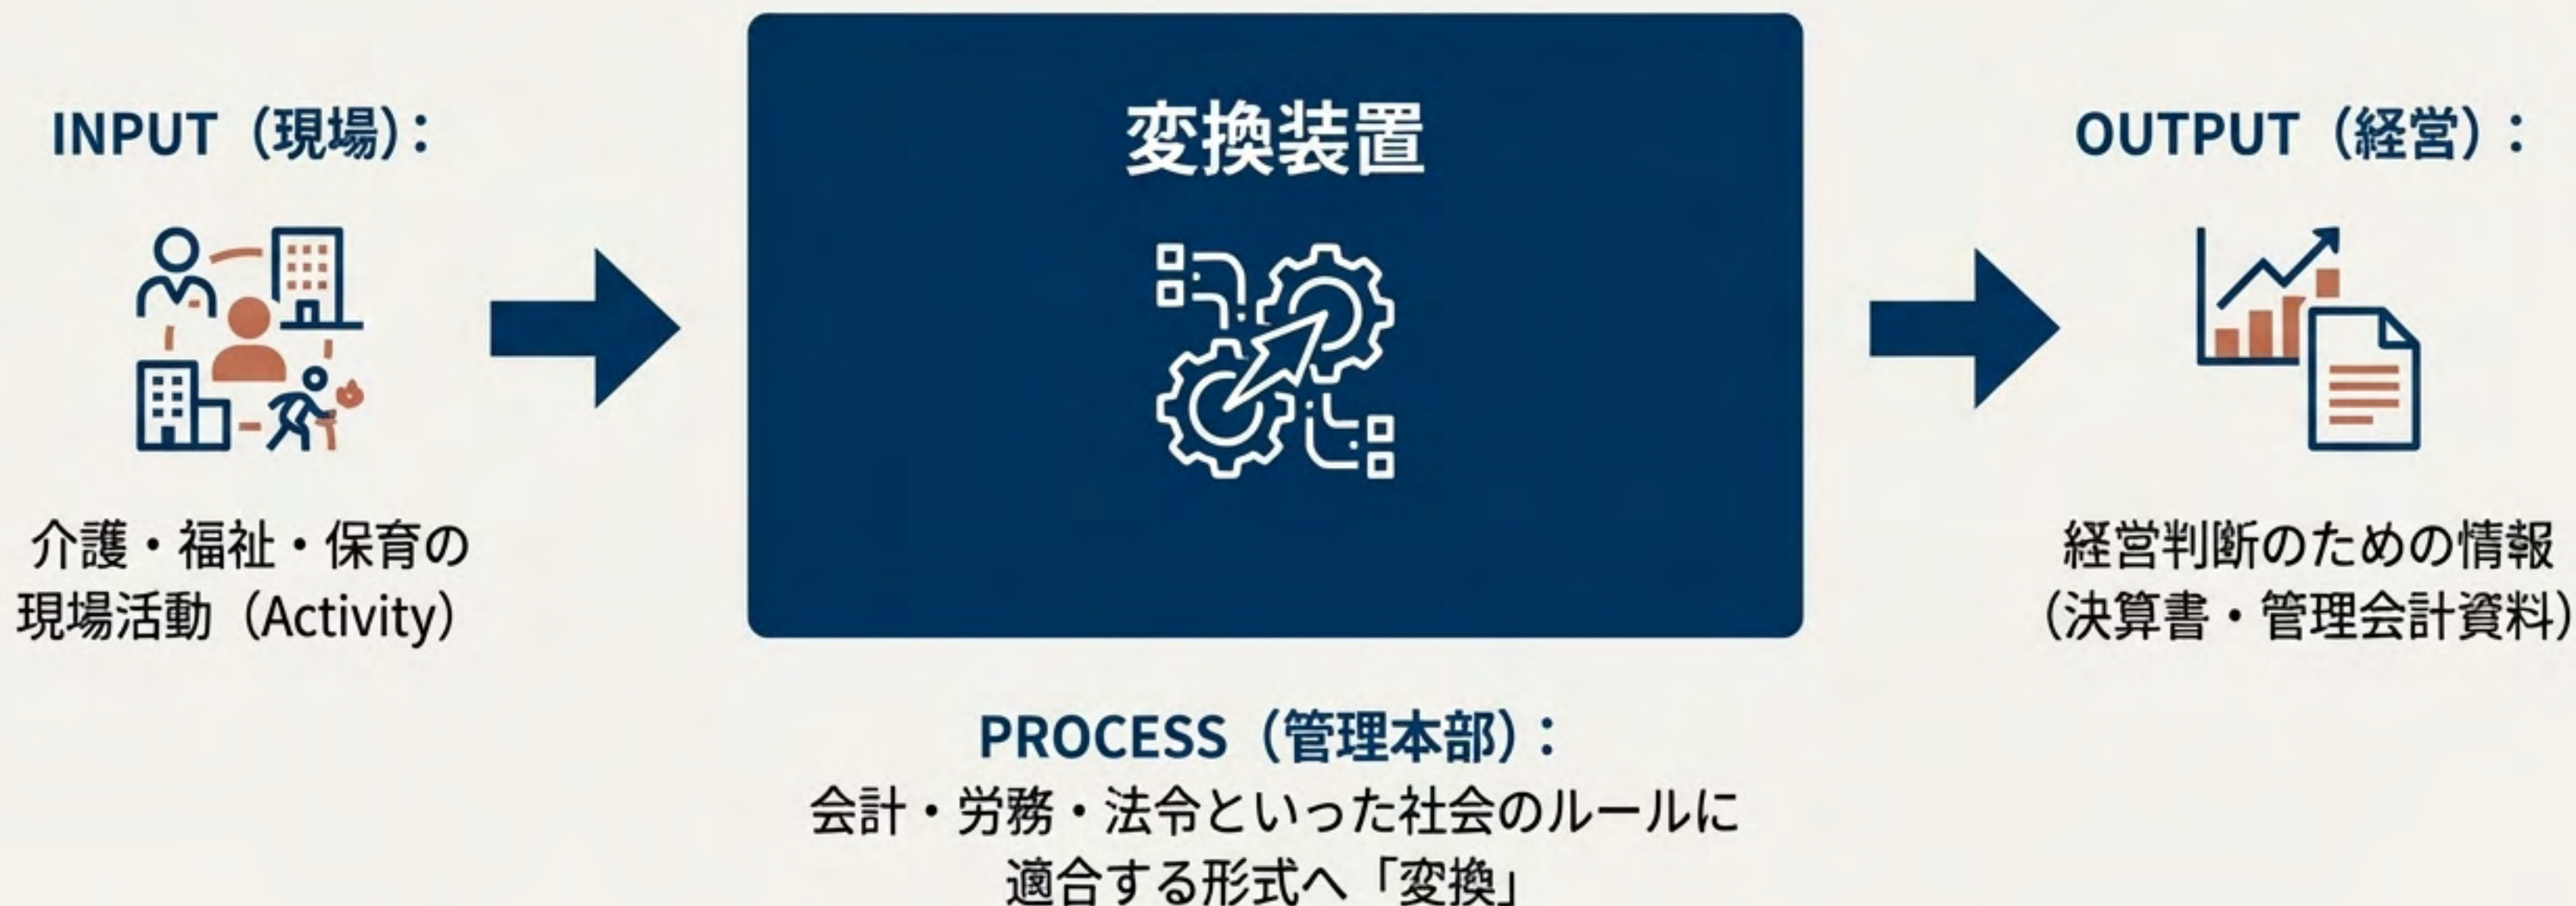 INPUT（現場）：
介護・福祉・保育の
現場活動（Activity）
変換装置
PROCESS（管理本部）：
会計・労務・法令といった社会のルールに
適合する形式へ「変換」
OUTPUT（経営）：
経営判断のための情報
（決算書・管理会計資料）